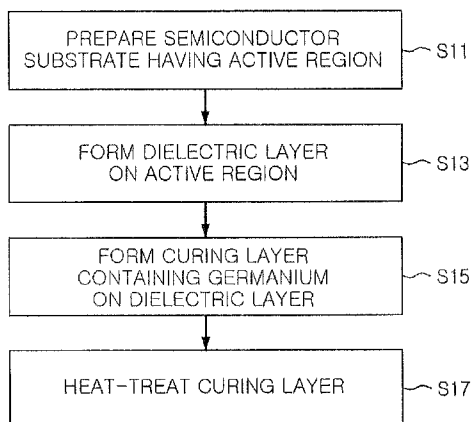 PREPARE SEMICONDUCTOR
SUBSTRATE HAVING ACTIVE REGION
S11
FORM DIELECTRIC LAYER
ON ACTIVE REGION
S13
FORM CURING LAYER
CONTAINING GERMANIUM
ON DIELECTRIC LAYER
S15
HEAT-TREAT CURING LAYER
S17